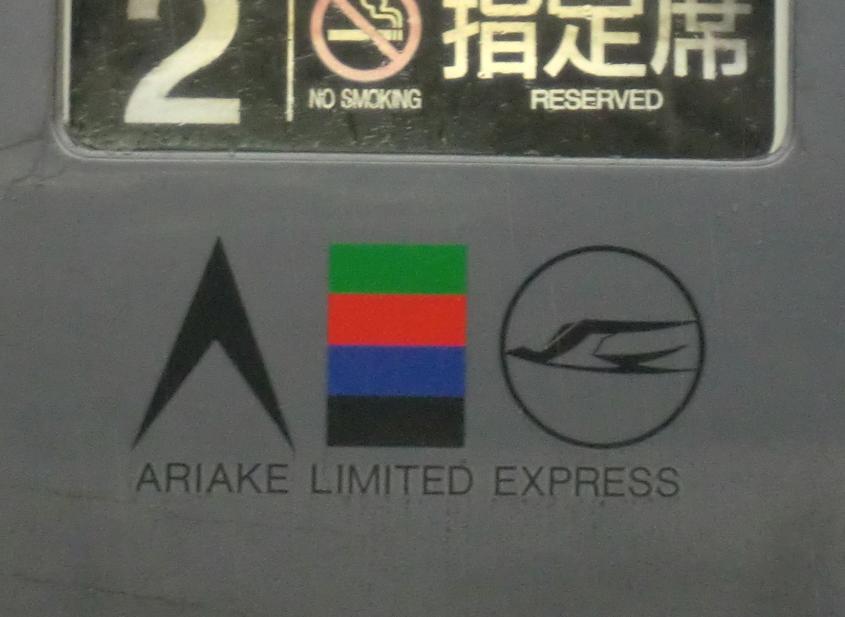 2 指定席
NO SMOKING RESERVED
ARIAKE LIMITED EXPRESS